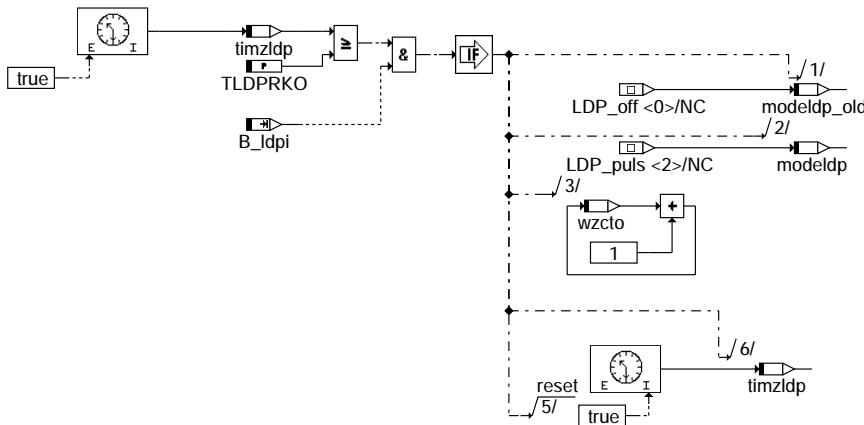 E I
true
timzldp
P
TLDPRKO
≥
&
IF
B_ldpi
1/
LDP_off <0>/NC
modeldp_old
2/
LDP_puls <2>/NC
modeldp
3/
wzcto
+
1
6/
E I
timzldp
reset
5/
true